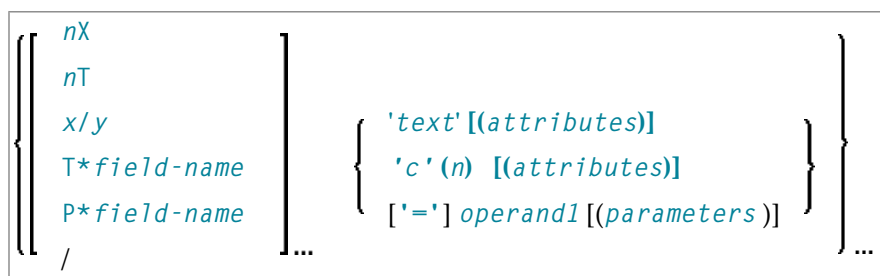 nX
nT
x/y
T*field-name
P*field-name
/
...
'text' [(attributes)]
'c' (n) [(attributes)]
['='] operand1 [(parameters )]
...